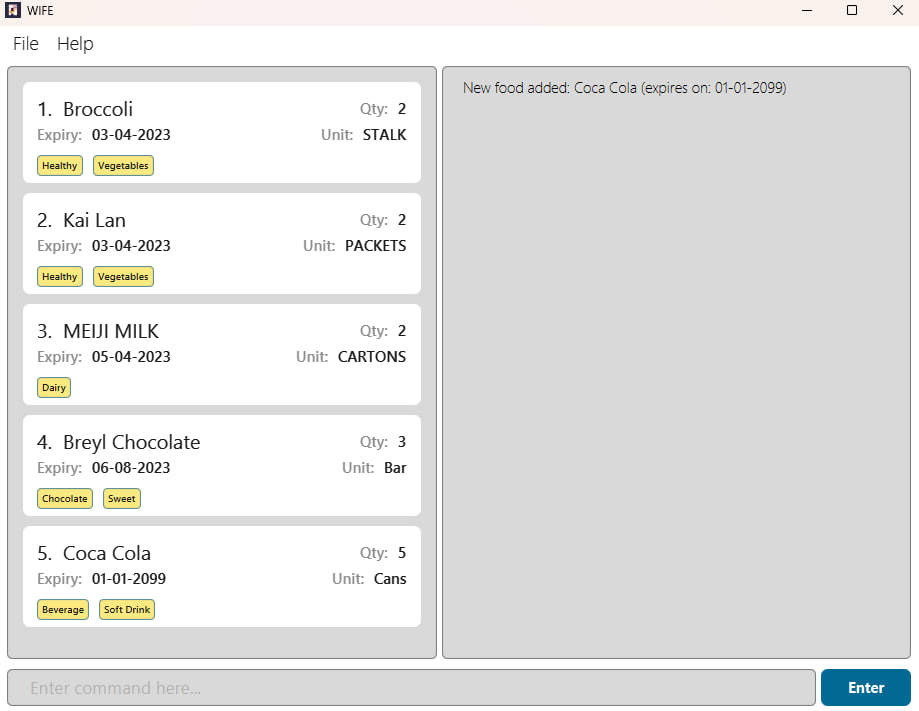 WIFE
File Help
1. Broccoli Qty: 2
Expiry: 03-04-2023 Unit: STALK
Healthy Vegetables
2. Kai Lan Qty: 2
Expiry: 03-04-2023 Unit: PACKETS
Healthy Vegetables
3. MEIJI MILK Qty: 2
Expiry: 05-04-2023 Unit: CARTONS
Dairy
4. Breyl Chocolate Qty: 3
Expiry: 06-08-2023 Unit: Bar
Chocolate Sweet
5. Coca Cola Qty: 5
Expiry: 01-01-2099 Unit: Cans
Beverage Soft Drink
New food added: Coca Cola (expires on: 01-01-2099)
Enter command here... Enter